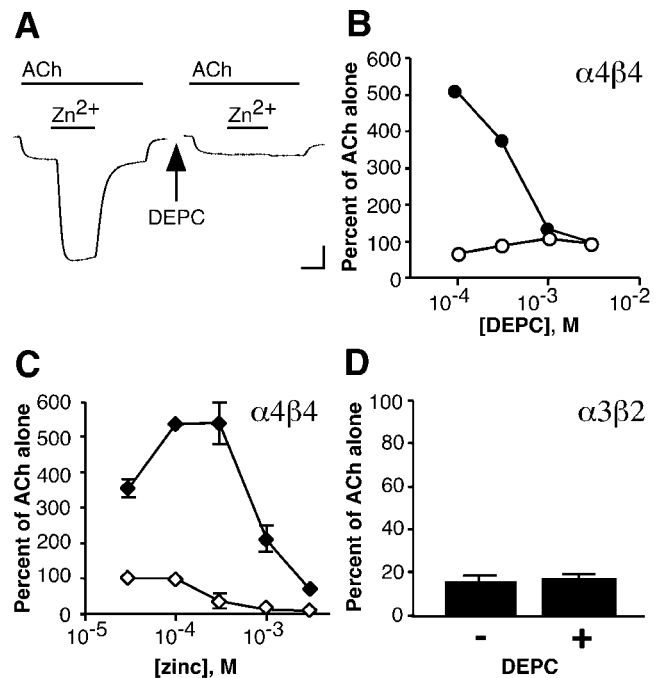 A
ACh
ACh
Zn2+
Zn2+
DEPC
B
α4β4
Percent of ACh alone
600
500
400
300
200
100
0
10-4
10-3
10-2
[DEPC], M
C
α4β4
Percent of ACh alone
600
500
400
300
200
100
0
10-5
10-4
10-3
[zinc], M
D
α3β2
Percent of ACh alone
100
80
60
40
20
0
-
+
DEPC